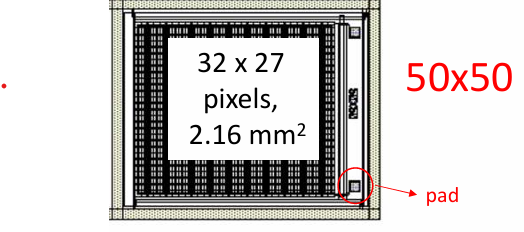 32 x 27
pixels,
2.16 mm²
50x50
pad